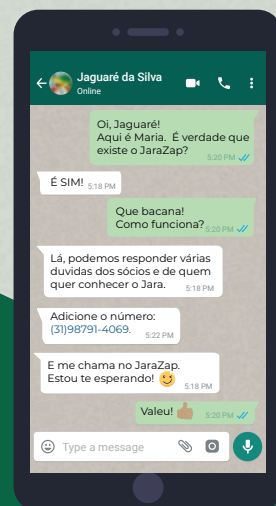 Jaguaré da Silva
Online
Oi, Jaguaré!
Aqui é Maria. É verdade que
existe o JaraZap?
5:20 PM
É SIM! 5:18 PM
Que bacana!
Como funciona? 5:20 PM
Lá, podemos responder várias
duvidas dos sócios e de quem
quer conhecer o Jara. 5:18 PM
Adicione o número:
(31)98791-4069. 5:22 PM
E me chama no JaraZap.
Estou te esperando! 5:18 PM
Valeu! 5:20 PM
Type a message